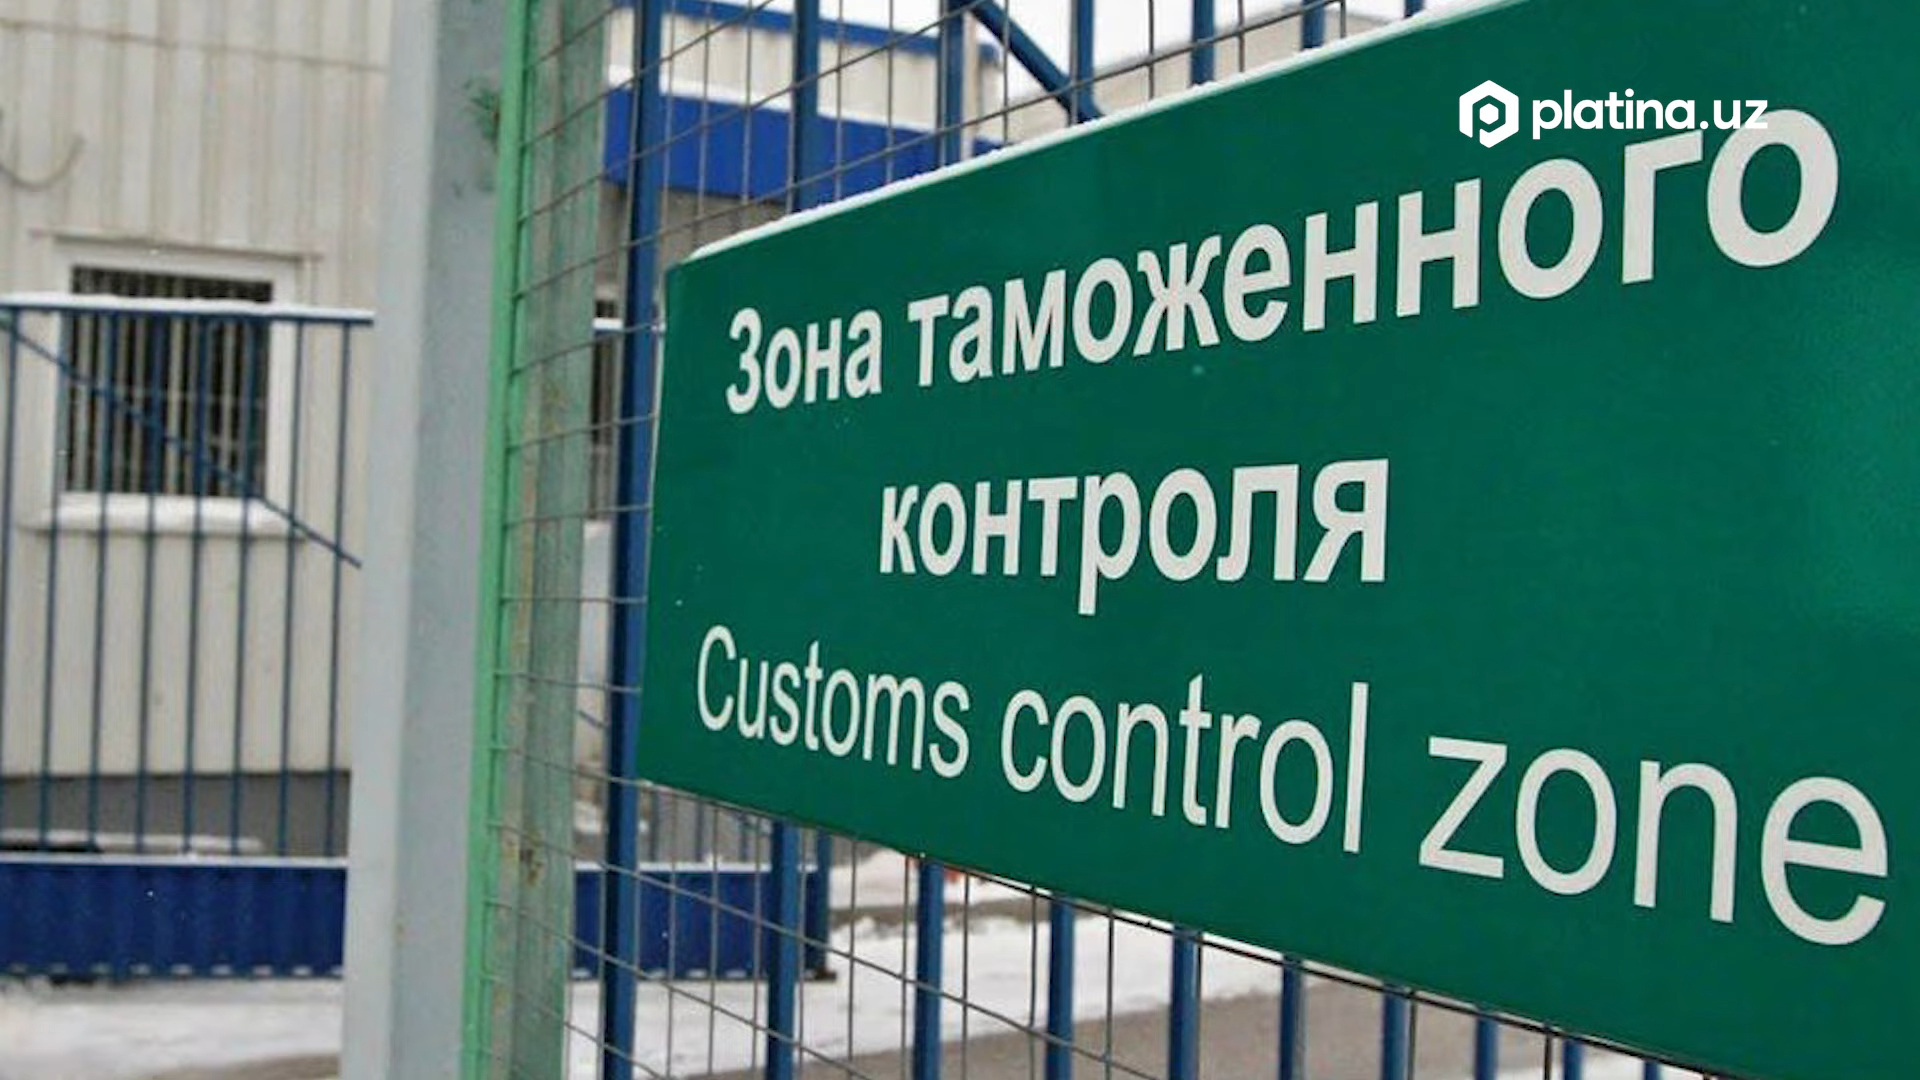 platina.uz
Зона таможенного
контроля
Customs control zone